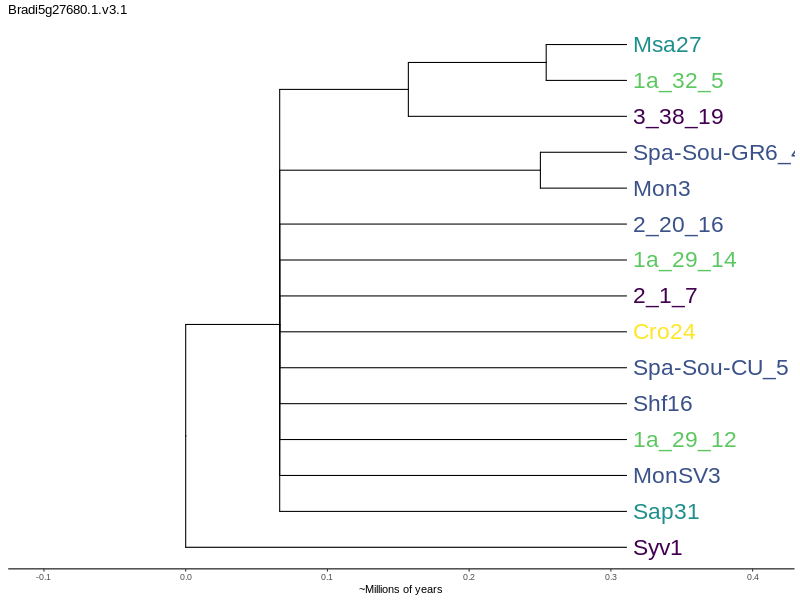 Bradi5g27680.1.v3.1
Msa27
1a_32_5
3_38_19
Spa-Sou-GR6_4
Mon3
2_20_16
1a_29_14
2_1_7
Cro24
Spa-Sou-CU_5
Shf16
1a_29_12
MonSV3
Sap31
Syv1
-0.1 0.0 0.1 0.2 0.3 0.4
~Millions of years